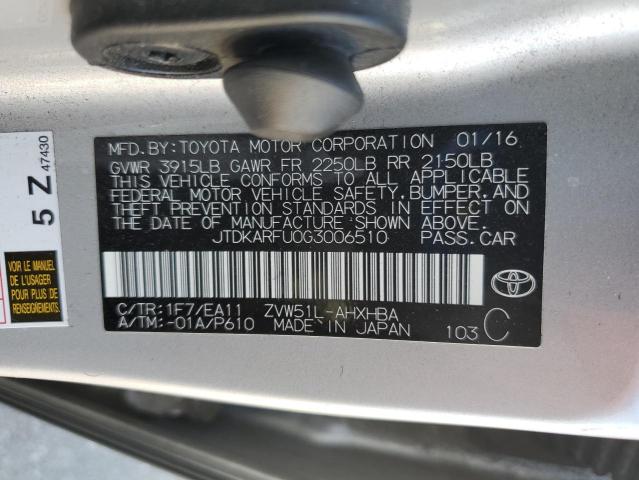 MFD.BY:TOYOTA MOTOR CORPORATION 01/16
GVWR 3915LB GAWR FR 2250LB RR 2150LB
THIS VEHICLE CONFORMS TO ALL APPLICABLE
FEDERAL MOTOR VEHICLE SAFETY, BUMPER, AND
THEFT PREVENTION STANDARDS IN EFFECT ON
THE DATE OF MANUFACTURE SHOWN ABOVE.
JTDKARFU0G3006510 PASS.CAR
C/TR:1F7/EA11 ZVW51L-AHXHBA
A/TM:-01A/P610 MADE IN JAPAN 103 C
5 Z 47430
VOIR LE MANUEL
DE L'USAGER
POUR PLUS DE
RENSEIGNEMENTS.